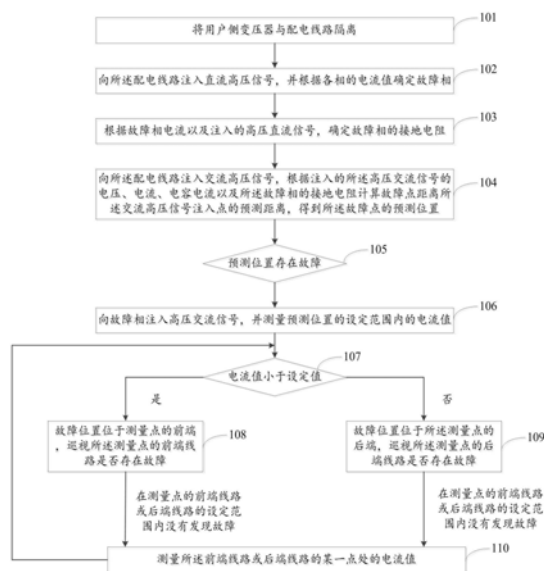 101
将用户侧变压器与配电线路隔离
102
向所述配电线路注入直流高压信号，并根据各相的电流值确定故障相
103
根据故障相电流以及注入的高压直流信号，确定故障相的接地电阻
向所述配电线路注入交流高压信号，根据注入的所述高压交流信号的
电压、电流、电容电流以及所述故障相的接地电阻计算故障点距离所
述交流高压信号注入点的预测距离，得到所述故障点的预测位置
104
105
预测位置存在故障
106
向故障相注入高压交流信号，并测量预测位置的设定范围内的电流值
107
电流值小于设定值
是
否
故障位置位于测量点的前端
，巡视所述测量点的前端线
路是否存在故障
108
故障位置位于所述测量点的
后端，巡视所述测量点的后
端线路是否存在故障
109
在测量点的前端线路
或后端线路的设定范
围内没有发现故障
在测量点的前端线路
或后端线路的设定范
围内没有发现故障
110
测量所述前端线路或后端线路的某一点处的电流值